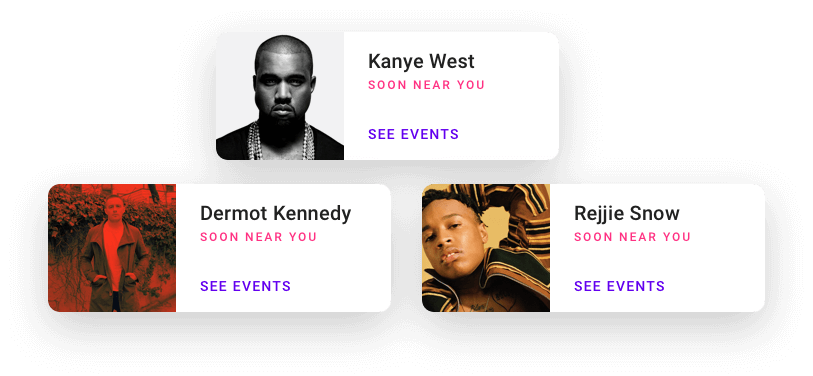 Kanye West
SOON NEAR YOU
SEE EVENTS
Dermot Kennedy
SOON NEAR YOU
SEE EVENTS
Rejjie Snow
SOON NEAR YOU
SEE EVENTS